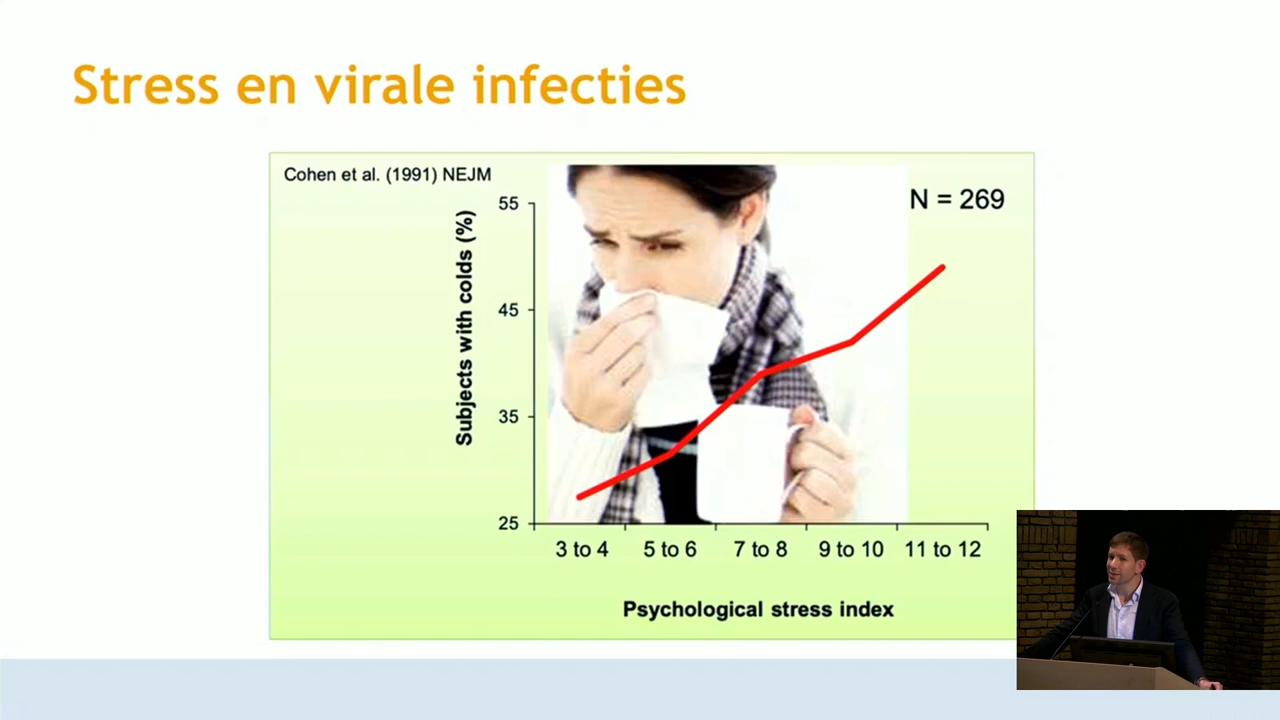 Stress en virale infecties
Cohen et al. (1991) NEJM
N = 269
Subjects with colds (%)
55
45
35
25
3 to 4
5 to 6
7 to 8
9 to 10
11 to 12
Psychological stress index